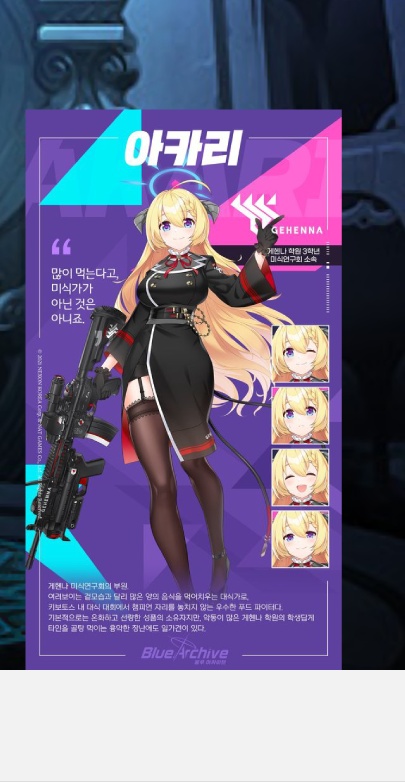 아카리
GEHENNA
게헨나 학원 3학년
미식연구회 소속
많이 먹는다고,
미식가가
아닌 것은
아니죠.
게헨나 미식연구회의 부원.
여려보이는 겉모습과 달리 많은 양의 음식을 먹어치우는 대식가로,
키보토스 내 대식 대회에서 챔피언 자리를 놓치지 않는 우수한 푸드 파이터다.
기본적으로는 온화하고 선량한 성품의 소유자지만, 악동이 많은 게헨나 학원의 학생답게
타인을 골탕 먹이는 흉악한 장난에도 일가견이 있다.
Blue Archive